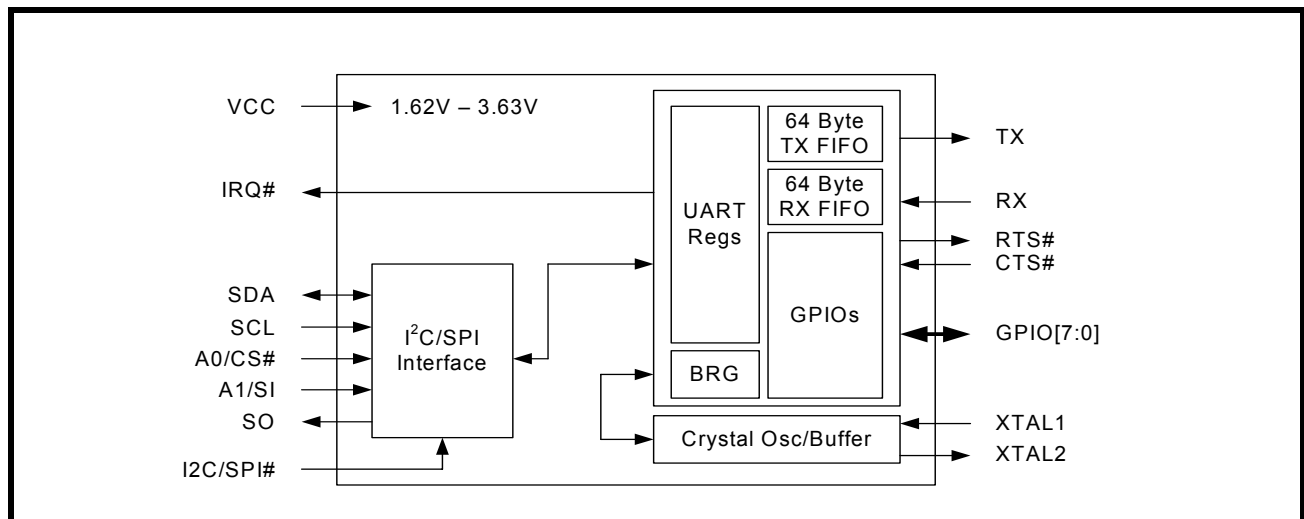 VCC
1.62V – 3.63V
IRQ#
SDA
SCL
A0/CS#
A1/SI
SO
I2C/SPI#
I²C/SPI
Interface
UART
Regs
64 Byte
TX FIFO
64 Byte
RX FIFO
GPIOs
BRG
Crystal Osc/Buffer
TX
RX
RTS#
CTS#
GPIO[7:0]
XTAL1
XTAL2